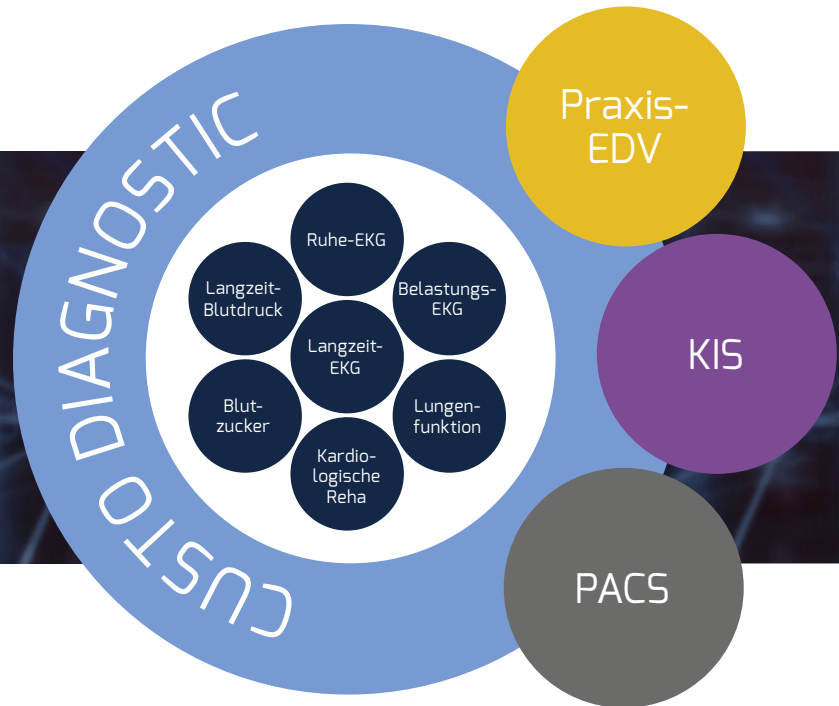 CUSTO DIAGNOSTIC
Praxis-
EDV
KIS
PACS
Ruhe-EKG
Langzeit-
Blutdruck
Belastungs-
EKG
Langzeit-
EKG
Blut-
zucker
Lungen-
funktion
Kardio-
logische
Reha